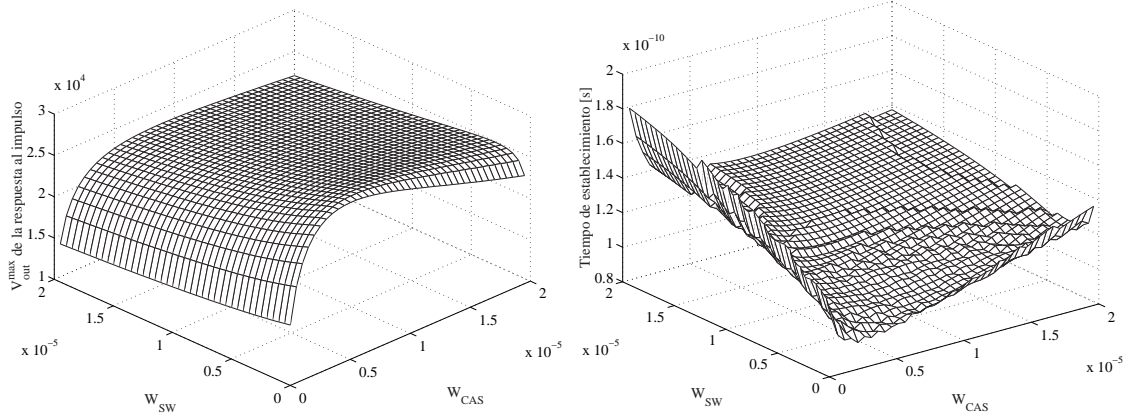 x 10⁴
3
2.5
2
1.5
1
V_out^max de la respuesta al impulso
2
1.5
1
0.5
0
x 10⁻⁵
W_SW
0
0.5
1
1.5
2
x 10⁻⁵
W_CAS
x 10⁻¹⁰
2
1.8
1.6
1.4
1.2
1
0.8
Tiempo de establecimiento [s]
2
1.5
1
0.5
0
x 10⁻⁵
W_SW
0
0.5
1
1.5
2
x 10⁻⁵
W_CAS